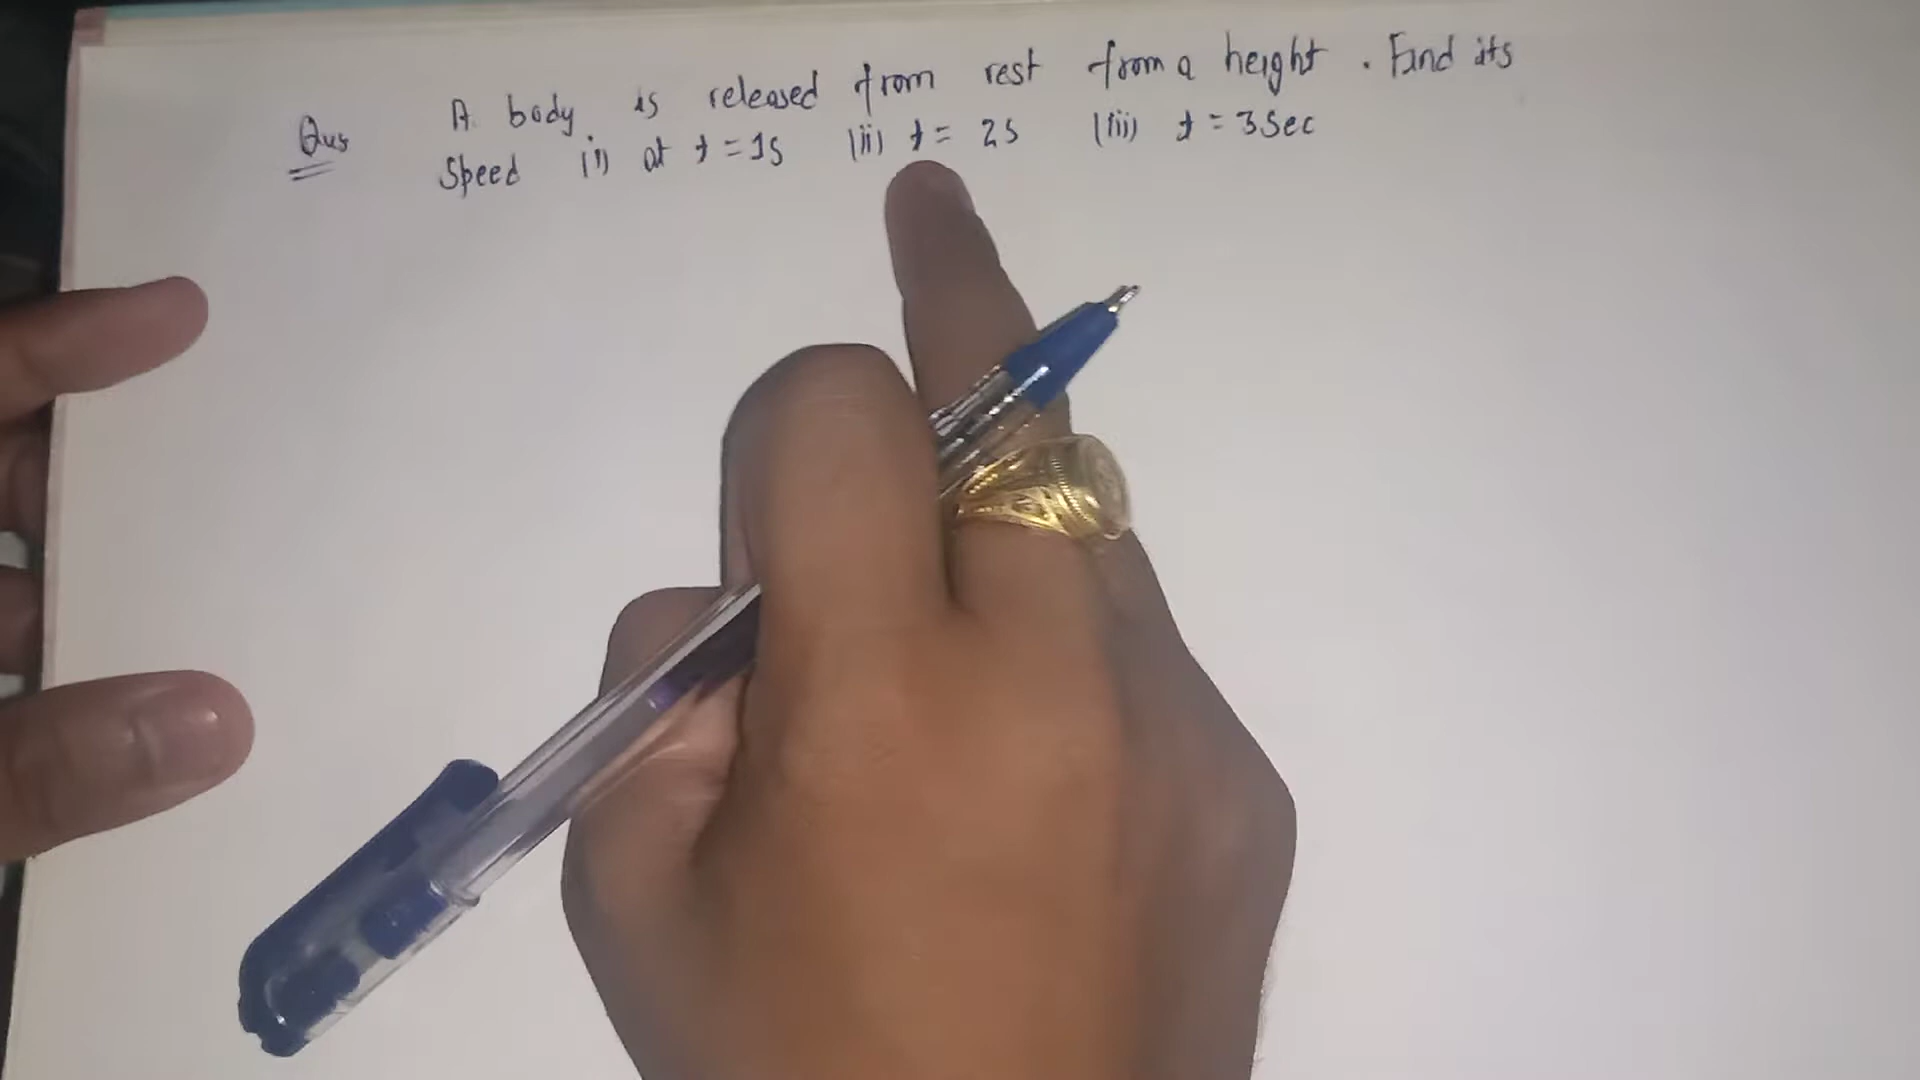 Qus A body is released from rest from a height. Find its
Speed (i) at t = 1s (ii) t = 2s (iii) t = 3Sec